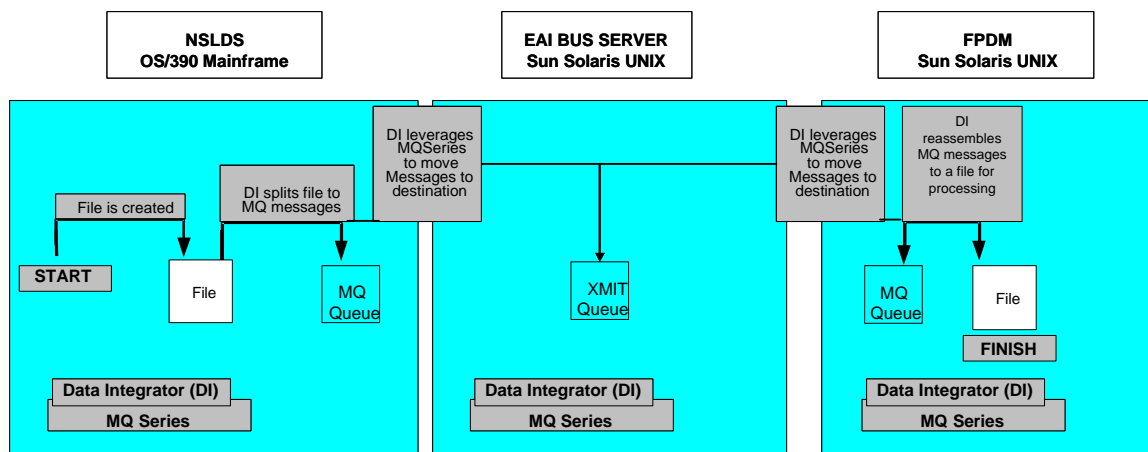 NSLDS
OS/390 Mainframe
EAI BUS SERVER
Sun Solaris UNIX
FPDM
Sun Solaris UNIX
File is created
START
File
DI splits file to
MQ messages
MQ
Queue
DI leverages
MQSeries
to move
Messages to
destination
Data Integrator (DI)
MQ Series
XMIT
Queue
Data Integrator (DI)
MQ Series
DI leverages
MQSeries
to move
Messages to
destination
DI
reassembles
MQ messages
to a file for
processing
MQ
Queue
File
FINISH
Data Integrator (DI)
MQ Series